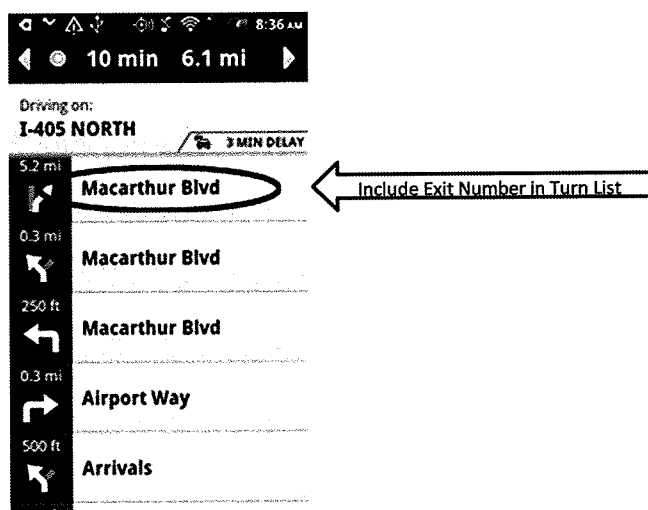 8:36 AM
10 min 6.1 mi
Driving on:
I-405 NORTH
3 MIN DELAY
5.2 mi
Macarthur Blvd
Include Exit Number in Turn List
0.3 mi
Macarthur Blvd
250 ft
Macarthur Blvd
0.3 mi
Airport Way
500 ft
Arrivals